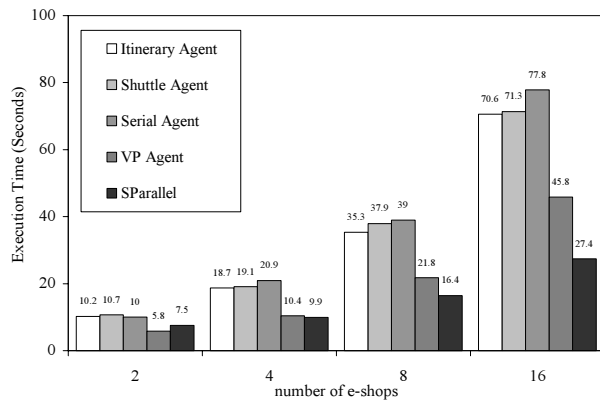 100
80
60
40
20
0
Execution Time (Seconds)
Itinerary Agent
Shuttle Agent
Serial Agent
VP Agent
SParallel
10.2 10.7 10 5.8 7.5
18.7 19.1 20.9 10.4 9.9
35.3 37.9 39 21.8 16.4
70.6 71.3 77.8 45.8 27.4
2 4 8 16
number of e-shops